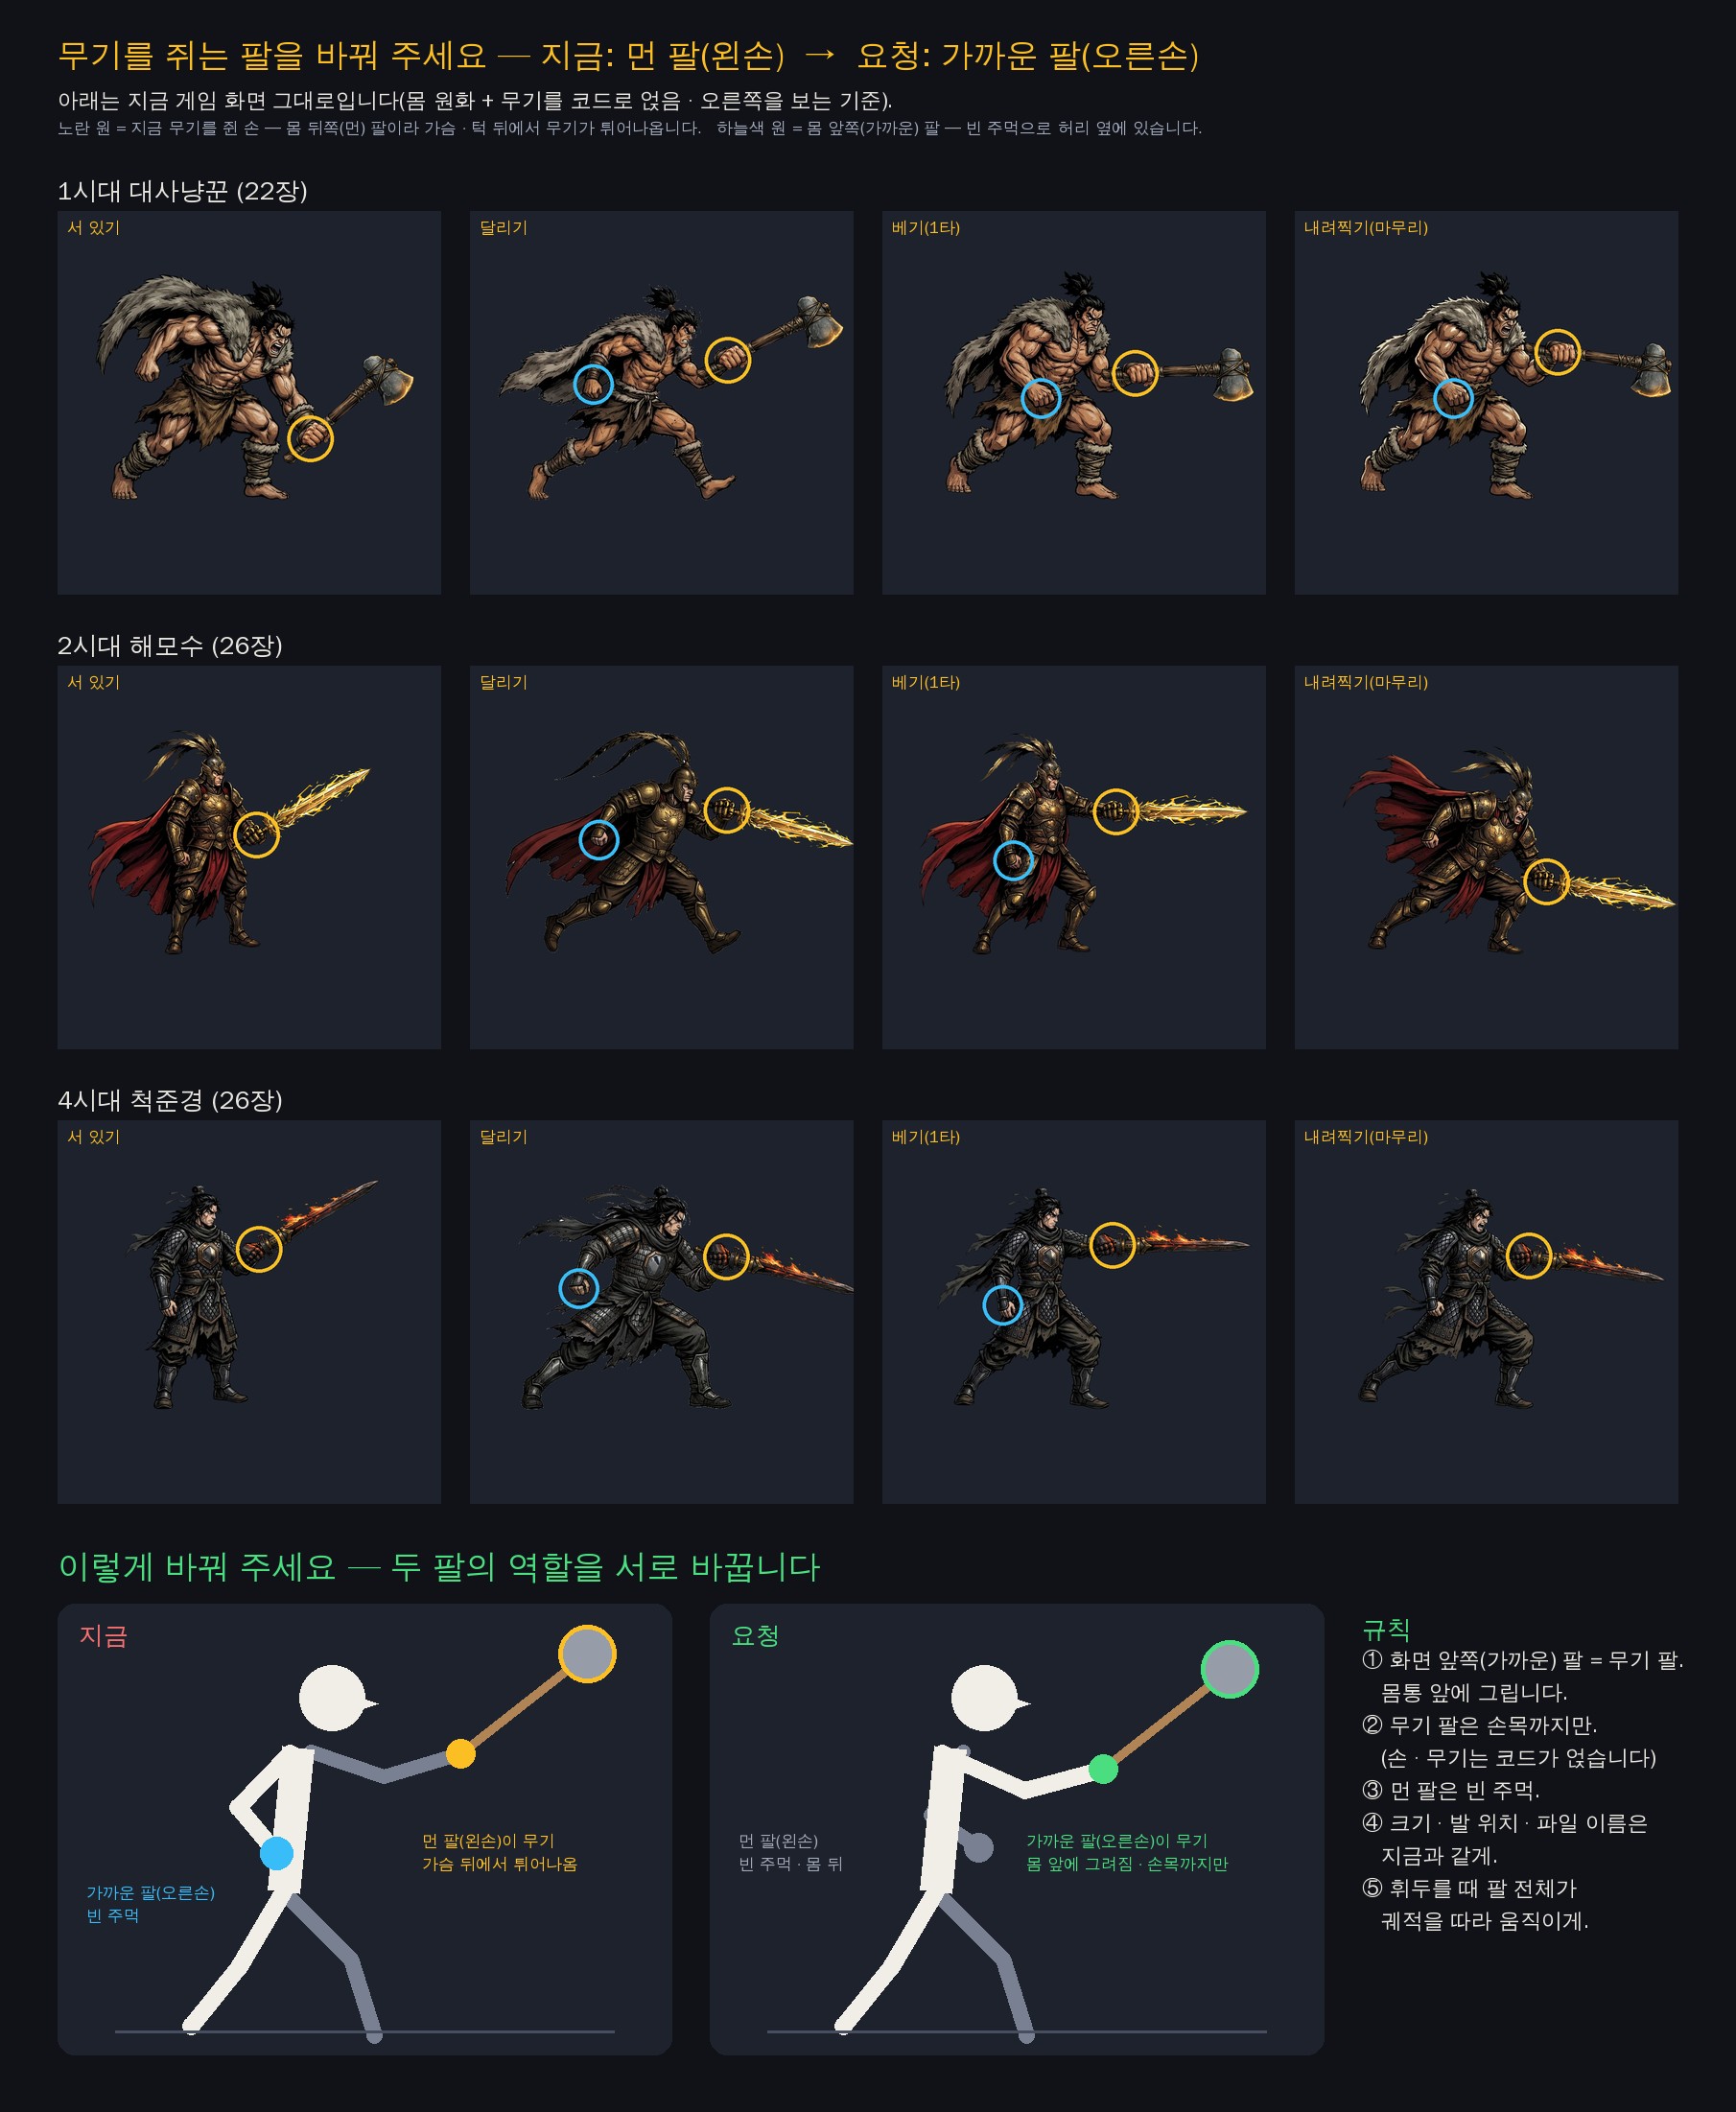 무기를 쥐는 팔을 바꿔 주세요 — 지금: 먼 팔(왼손) → 요청: 가까운 팔(오른손)
아래는 지금 게임 화면 그대로입니다(몸 원화 + 무기를 코드로 얹음 · 오른쪽을 보는 기준).
노란 원 = 지금 무기를 쥔 손 — 몸 뒤쪽(먼) 팔이라 가슴 · 턱 뒤에서 무기가 튀어나옵니다. 하늘색 원 = 몸 앞쪽(가까운) 팔 — 빈 주먹으로 허리 옆에 있습니다.
1시대 대사냥꾼 (22장)
서 있기
달리기
베기(1타)
내려찍기(마무리)
2시대 해모수 (26장)
서 있기
달리기
베기(1타)
내려찍기(마무리)
4시대 척준경 (26장)
서 있기
달리기
베기(1타)
내려찍기(마무리)
이렇게 바꿔 주세요 — 두 팔의 역할을 서로 바꿉니다
지금
먼 팔(왼손)이 무기
가슴 뒤에서 튀어나옴
가까운 팔(오른손)
빈 주먹
요청
먼 팔(왼손)
빈 주먹 · 몸 뒤
가까운 팔(오른손)이 무기
몸 앞에 그려짐 · 손목까지만
규칙
① 화면 앞쪽(가까운) 팔 = 무기 팔.
몸통 앞에 그립니다.
② 무기 팔은 손목까지만.
(손 · 무기는 코드가 얹습니다)
③ 먼 팔은 빈 주먹.
④ 크기 · 발 위치 · 파일 이름은
지금과 같게.
⑤ 휘두를 때 팔 전체가
궤적을 따라 움직이게.